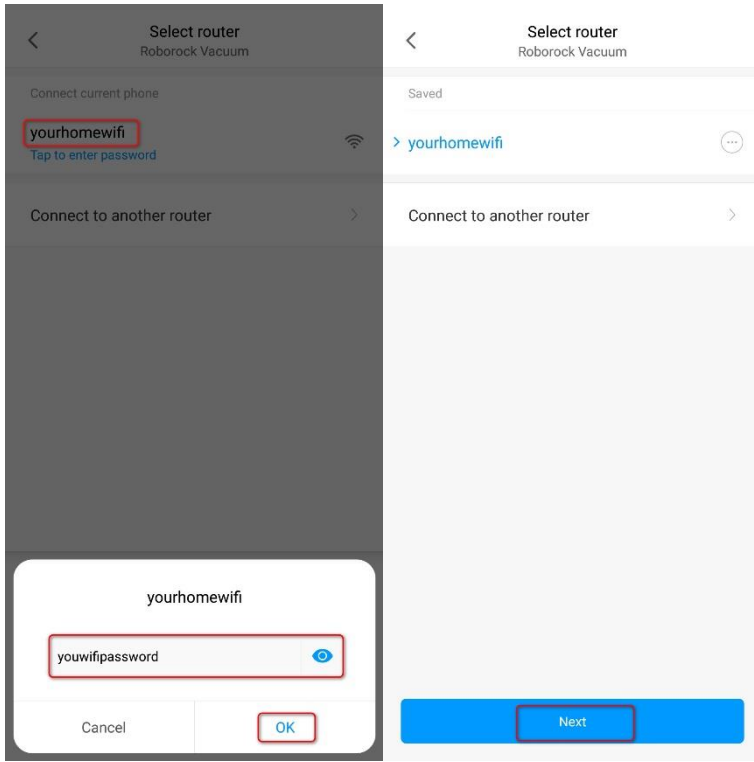 Select router
Roborock Vacuum
Connect current phone
yourhomewifi
Tap to enter password
Connect to another router
yourhomewifi
youwifipassword
Cancel
OK
Select router
Roborock Vacuum
Saved
yourhomewifi
Connect to another router
Next